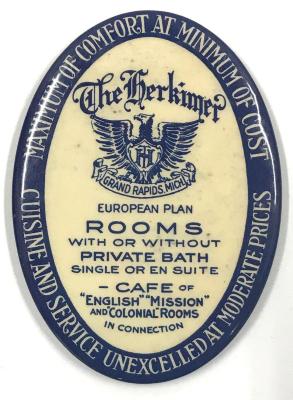 MAXIMUM OF COMFORT AT MINIMUM OF COST
The Herkimer
HH
GRAND RAPIDS, MICH.
EUROPEAN PLAN
ROOMS
WITH OR WITHOUT
PRIVATE BATH
SINGLE OR EN SUITE
- CAFE OF
"ENGLISH" "MISSION"
AND "COLONIAL" ROOMS
IN CONNECTION
CUISINE AND SERVICE UNEXCELLED AT MODERATE PRICES